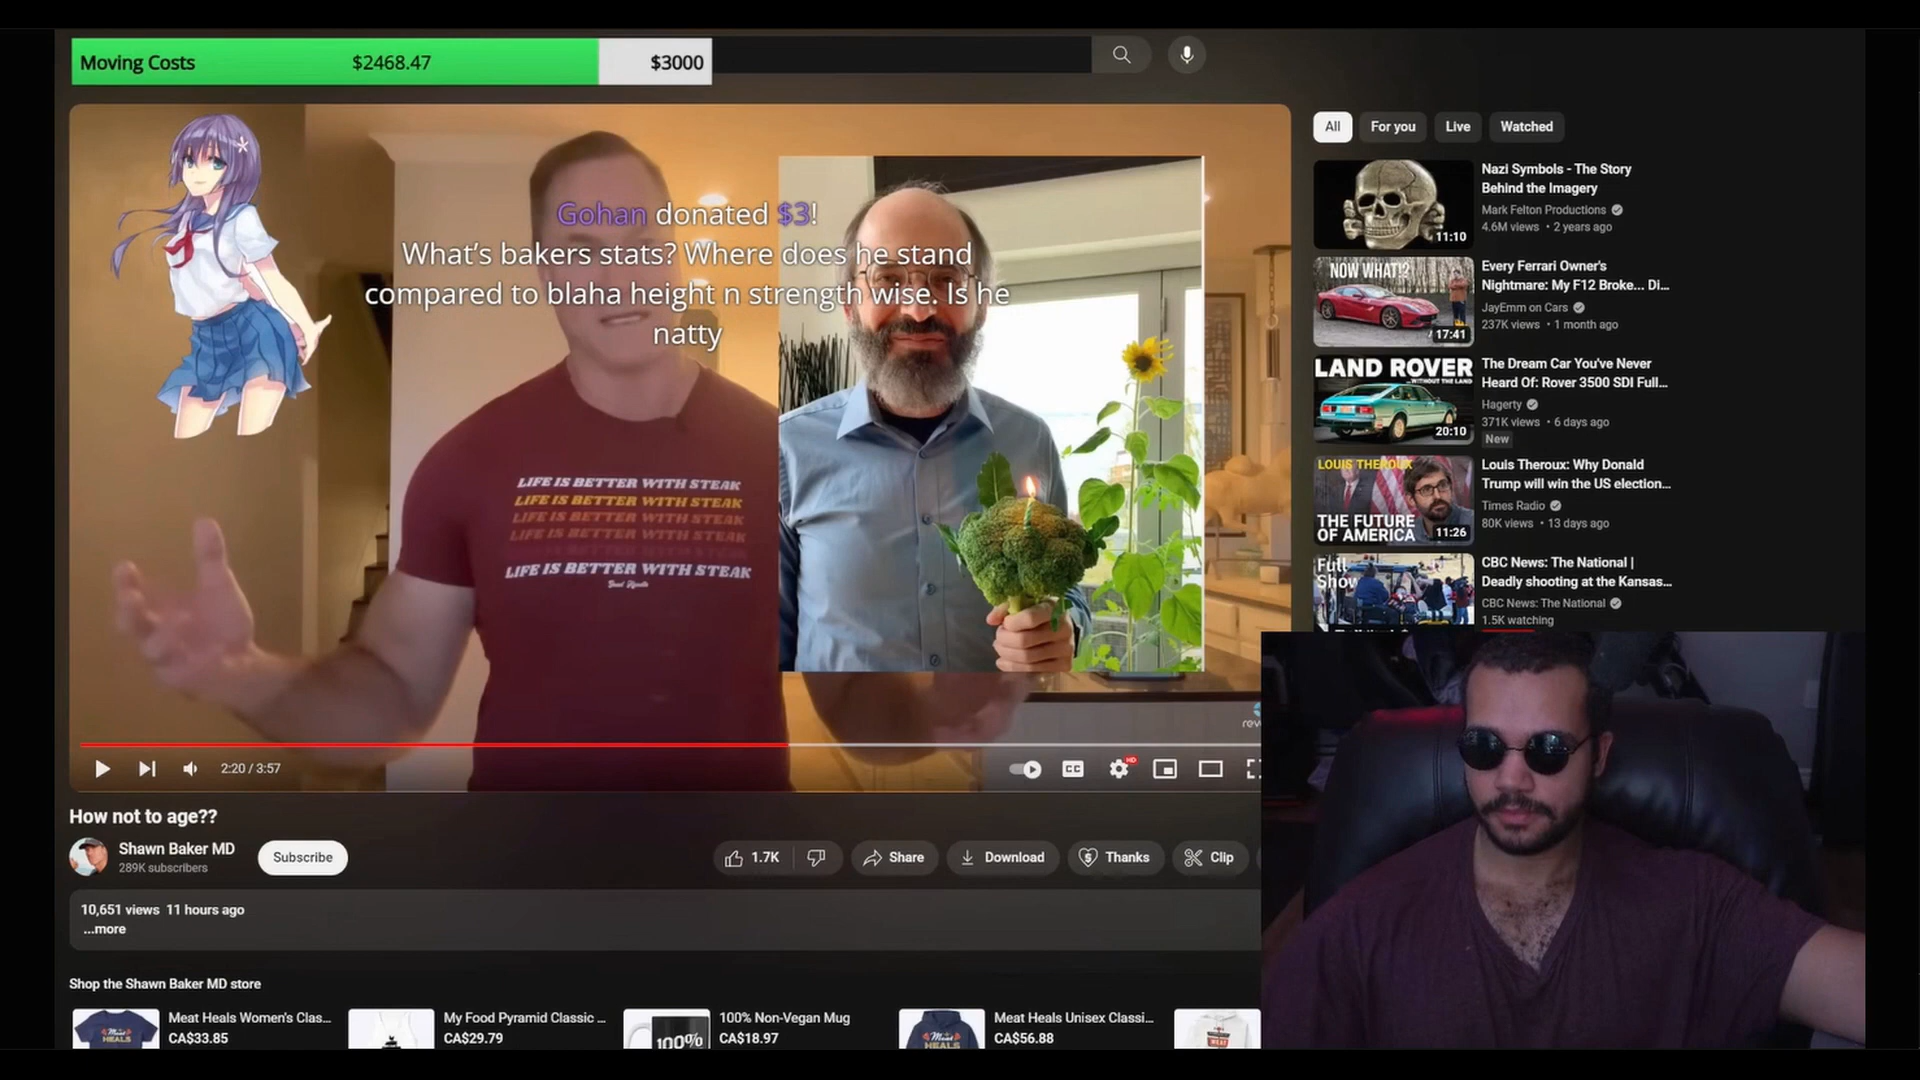 Moving Costs $2468.47 $3000
All For you Live Watched
Gohan donated $3!
What's bakers stats? Where does he stand
compared to blaha height n strength wise. Is he
natty
LIFE IS BETTER WITH STEAK
LIFE IS BETTER WITH STEAK
LIFE IS BETTER WITH STEAK
LIFE IS BETTER WITH STEAK
LIFE IS BETTER WITH STEAK
2:20 / 3:57
CC
HD
How not to age??
Shawn Baker MD
289K subscribers
Subscribe
1.7K
Share
Download
Thanks
Clip
10,651 views 11 hours ago
...more
Shop the Shawn Baker MD store
Meat Heals Women's Clas...
CA$33.85
My Food Pyramid Classic ...
CA$29.79
100%
100% Non-Vegan Mug
CA$18.97
Meat Heals Unisex Classi...
CA$56.88
11:10
Nazi Symbols - The Story
Behind the Imagery
Mark Felton Productions
4.6M views • 2 years ago
NOW WHAT!?
17:41
Every Ferrari Owner's
Nightmare: My F12 Broke... Di...
JayEmm on Cars
237K views • 1 month ago
LAND ROVER
WITHOUT THE LAND
20:10
The Dream Car You've Never
Heard Of: Rover 3500 SDI Full...
Hagerty
371K views • 6 days ago
New
LOUIS THEROUX
THE FUTURE
OF AMERICA
11:26
Louis Theroux: Why Donald
Trump will win the US election...
Times Radio
80K views • 13 days ago
Full
Show
CBC News: The National |
Deadly shooting at the Kansas...
CBC News: The National
1.5K watching